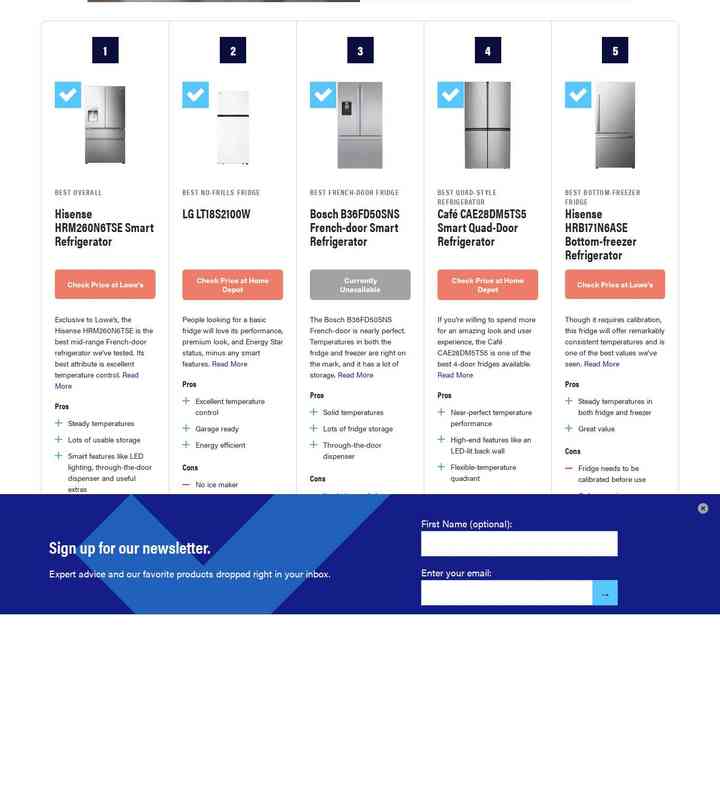 1
BEST OVERALL
Hisense
HRM260N6TSE Smart
Refrigerator
Check Price at Lowe's
Exclusive to Lowe's, the
Hisense HRM260N6TSE is the
best mid-range French-door
refrigerator we've tested. Its
best attribute is excellent
temperature control. Read
More
Pros
Steady temperatures
Lots of usable storage
Smart features like LED
lighting, through-the-door
dispenser and useful
extras
2
BEST NO-FRILLS FRIDGE
LG LT18S2100W
Check Price at Home
Depot
People looking for a basic
fridge will love its performance,
premium look, and Energy Star
status, minus any smart
features. Read More
Pros
Excellent temperature
control
Garage ready
Energy efficient
Cons
No ice maker
3
BEST FRENCH-DOOR FRIDGE
Bosch B36FD50SNS
French-door Smart
Refrigerator
Currently
Unavailable
The Bosch B36FD50SNS
French-door is nearly perfect.
Temperatures in both the
fridge and freezer are right on
the mark, and it has a lot of
storage. Read More
Pros
Solid temperatures
Lots of fridge storage
Through-the-door
dispenser
Cons
4
BEST QUAD-STYLE
REFRIGERATOR
Café CAE28DM5TS5
Smart Quad-Door
Refrigerator
Check Price at Home
Depot
If you're willing to spend more
for an amazing look and user
experience, the Café
CAE28DM5TS5 is one of the
best 4-door fridges available.
Read More
Pros
Near-perfect temperature
performance
High-end features like an
LED-lit back wall
Flexible-temperature
quadrant
5
BEST BOTTOM-FREEZER
FRIDGE
Hisense
HRB171N6ASE
Bottom-freezer
Refrigerator
Check Price at Lowe's
Though it requires calibration,
this fridge will offer remarkably
consistent temperatures and is
one of the best values we've
seen. Read More
Pros
Steady temperatures in
both fridge and freezer
Great value
Cons
Fridge needs to be
calibrated before use
Sign up for our newsletter.
Expert advice and our favorite products dropped right in your inbox.
First Name (optional):
Enter your email:
→